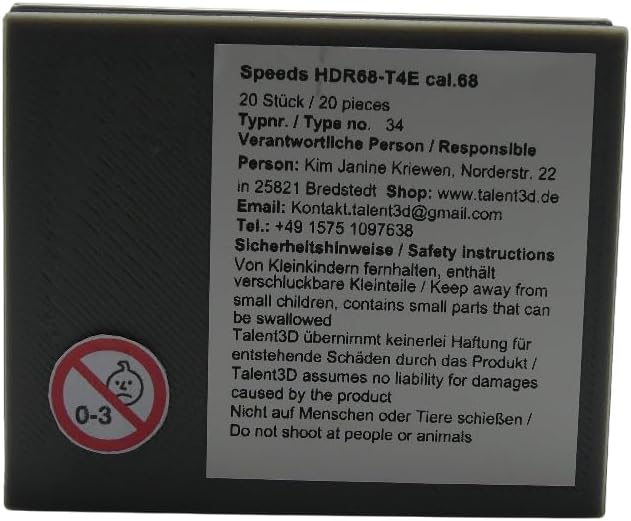 Speeds HDR68-T4E cal.68
20 Stück / 20 pieces
Typnr. / Type no. 34
Verantwortliche Person / Responsible
Person: Kim Janine Kriewen, Norderstr. 22
in 25821 Bredstedt Shop: www.talent3d.de
Email: Kontakt.talent3d@gmail.com
Tel.: +49 1575 1097638
Sicherheitshinweise / Safety instructions
Von Kleinkindern fernhalten, enthält
verschluckbare Kleinteile / Keep away from
small children, contains small parts that can
be swallowed
Talent3D übernimmt keinerlei Haftung für
entstehende Schäden durch das Produkt /
Talent3D assumes no liability for damages
caused by the product
Nicht auf Menschen oder Tiere schießen /
Do not shoot at people or animals
0-3